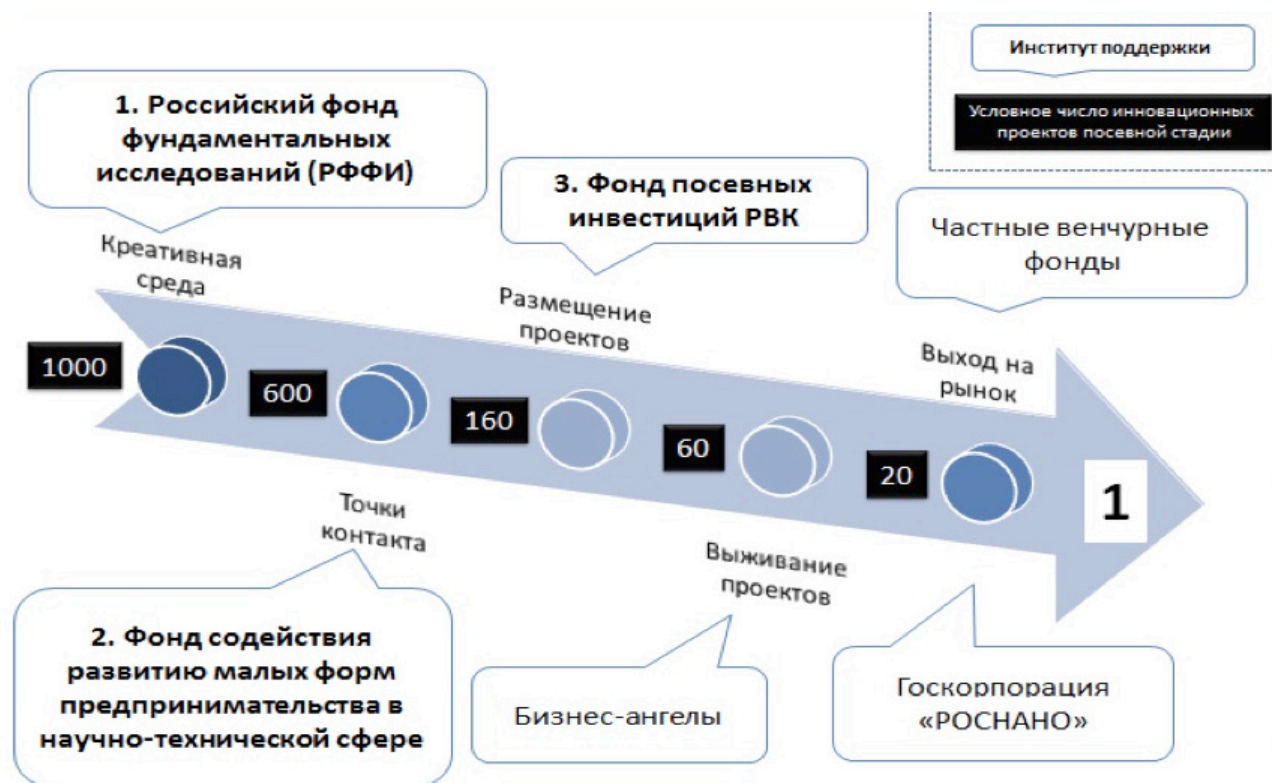 Институт поддержки
Условное число инновационных
проектов посевной стадии
1. Российский фонд
фундаментальных
исследований (РФФИ)
3. Фонд посевных
инвестиций РВК
Частные венчурные
фонды
Креативная
среда
Размещение
проектов
Выход на
рынок
1000
600
160
60
20
1
Точки
контакта
Выживание
проектов
2. Фонд содействия
развитию малых форм
предпринимательства в
научно-технической сфере
Бизнес-ангелы
Госкорпорация
«РОСНАНО»